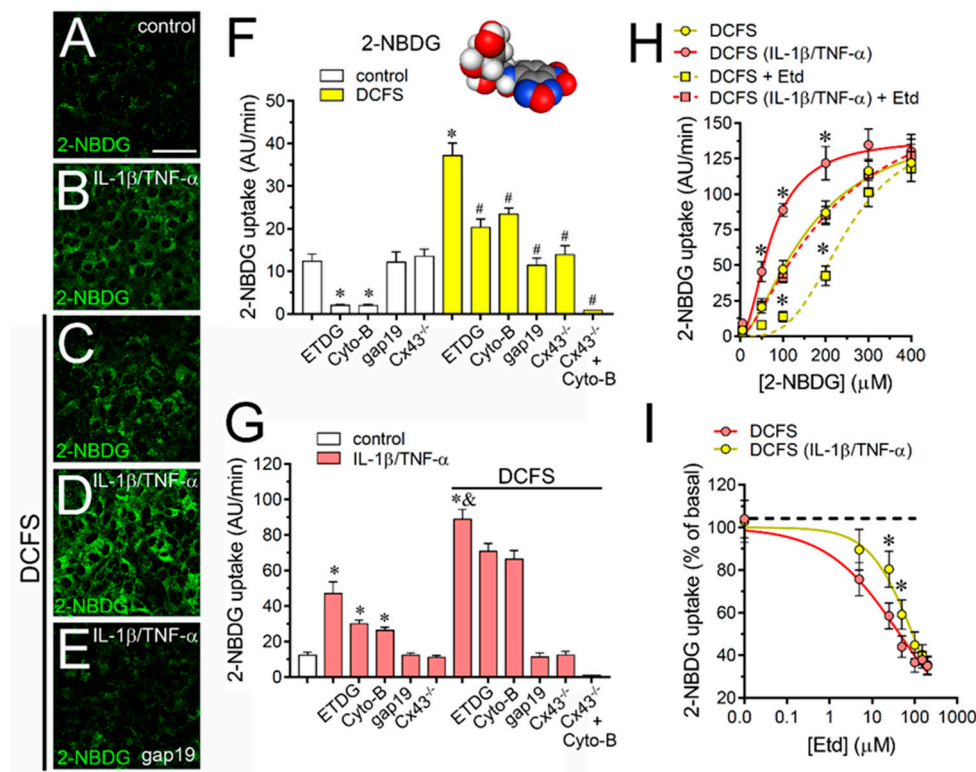 A
control
2-NBDG
B
IL-1β/TNF-α
2-NBDG
DCFS
C
2-NBDG
D
IL-1β/TNF-α
2-NBDG
E
IL-1β/TNF-α
2-NBDG
gap19
F
2-NBDG
control
DCFS
2-NBDG uptake (AU/min)
50
40
30
20
10
0
* * * # # # # #
ETDG
Cyto-B
gap19
Cx43-/-
ETDG
Cyto-B
gap19
Cx43-/-
Cx43-/-
+
Cyto-B
G
control
IL-1β/TNF-α
DCFS
2-NBDG uptake (AU/min)
120
100
80
60
40
20
0
* * * *&
ETDG
Cyto-B
gap19
Cx43-/-
ETDG
Cyto-B
gap19
Cx43-/-
Cx43-/-
+
Cyto-B
H
DCFS
DCFS (IL-1β/TNF-α)
DCFS + Etd
DCFS (IL-1β/TNF-α) + Etd
2-NBDG uptake (AU/min)
150
125
100
75
50
25
0
* * * * *
0 100 200 300 400
[2-NBDG] (μM)
I
DCFS
DCFS (IL-1β/TNF-α)
2-NBDG uptake (% of basal)
120
100
80
60
40
20
0
* *
0.0 0.1 1 10 100 1000
[Etd] (μM)